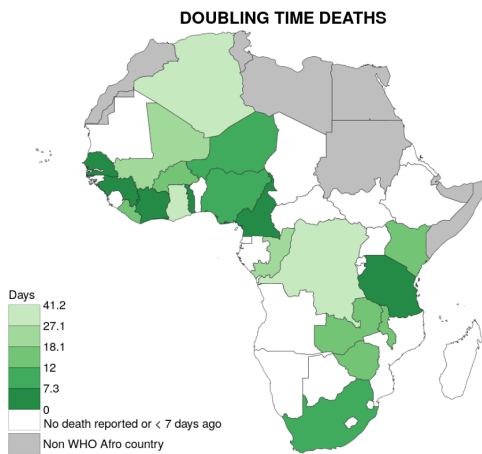 DOUBLING TIME DEATHS
Days
41.2
27.1
18.1
12
7.3
0
No death reported or < 7 days ago
Non WHO Afro country